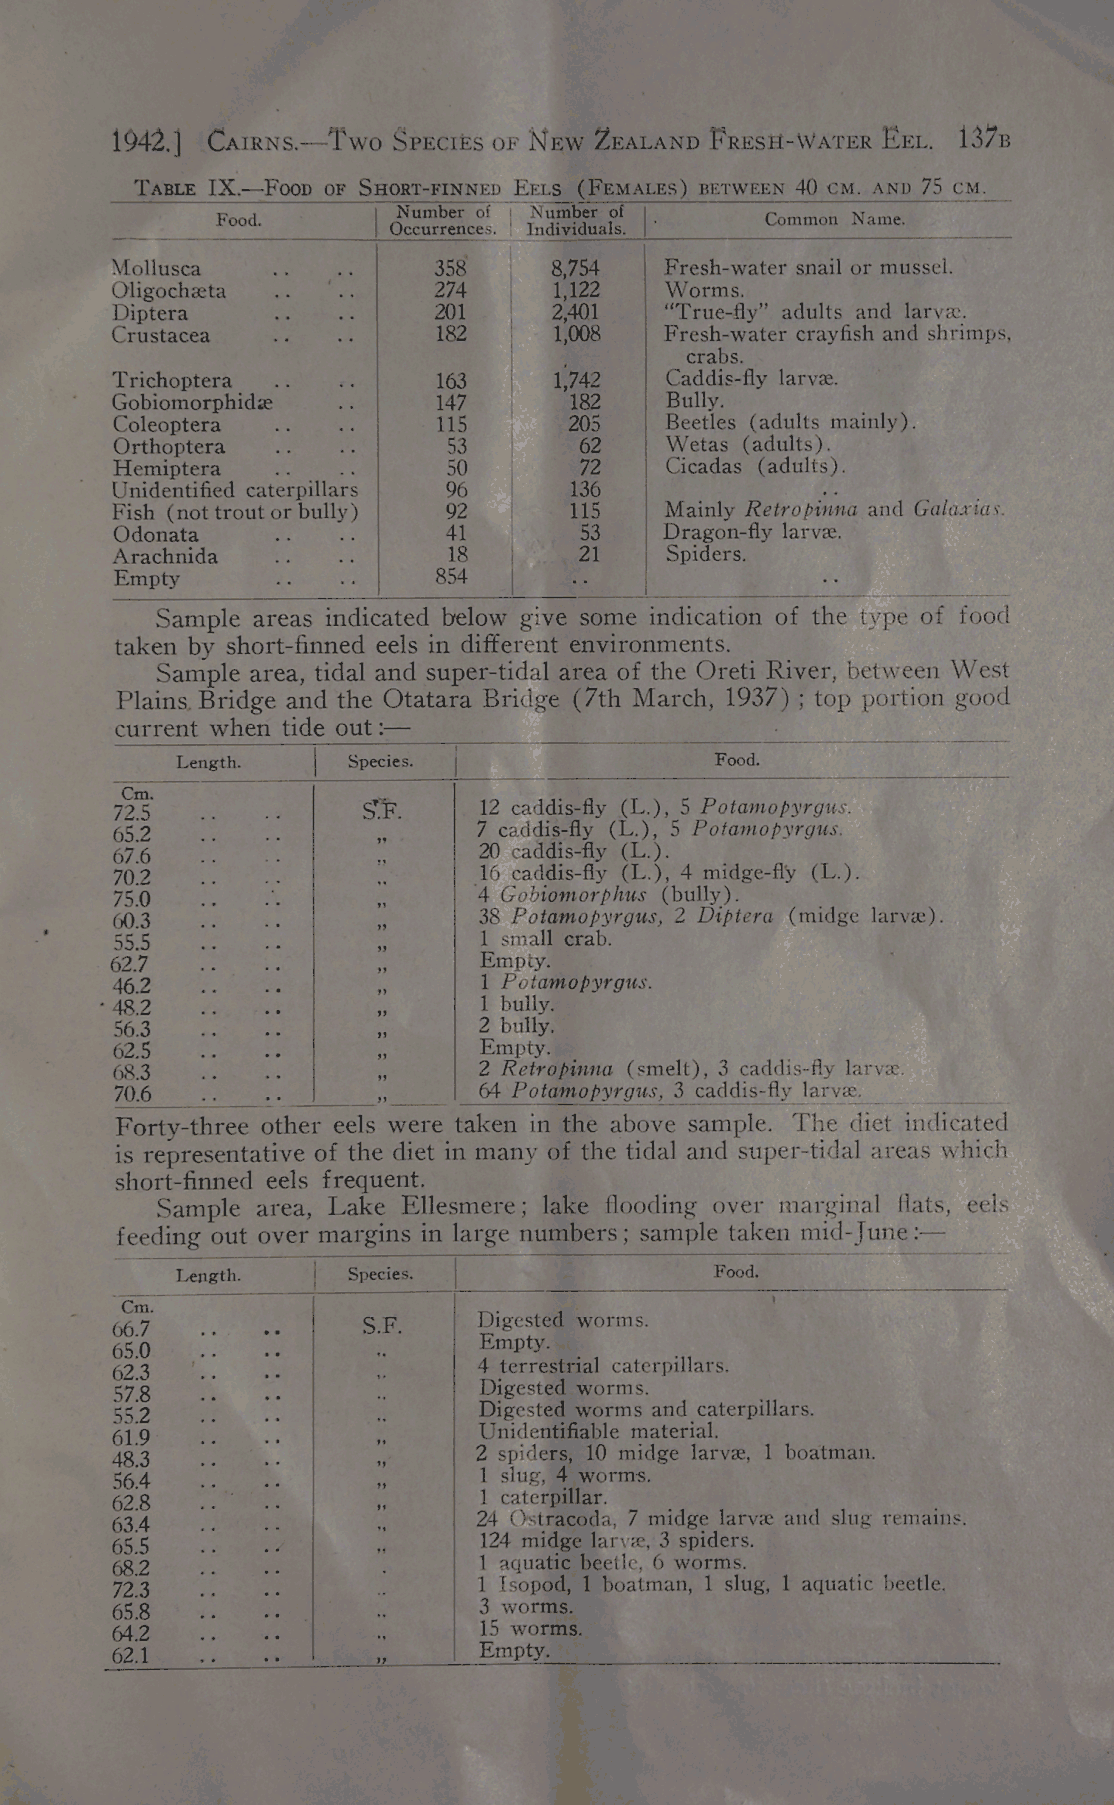 1942.] CAIRNS.—TWO SPECIES OF NEW ZEALAND FRESH-WATER EEL. 137B
TABLE IX.—FOOD OF SHORT-FINNED EELS (FEMALES) BETWEEN 40 CM. AND 75 CM.
Food. Number of Occurrences. Number of Individuals. Common Name.
Mollusca .. .. 358 8,754 Fresh-water snail or mussel.
Oligochæta .. .. 274 1,122 Worms.
Diptera .. .. 201 2,401 “True-fly” adults and larvæ.
Crustacea .. .. 182 1,008 Fresh-water crayfish and shrimps,
crabs.
Trichoptera .. .. 163 1,742 Caddis-fly larvæ.
Gobiomorphidæ .. 147 182 Bully.
Coleoptera .. .. 115 205 Beetles (adults mainly).
Orthoptera .. .. 53 62 Wetas (adults).
Hemiptera .. .. 50 72 Cicadas (adults).
Unidentified caterpillars 96 136 ..
Fish (not trout or bully) 92 115 Mainly Retropinna and Galaxias.
Odonata .. .. 41 53 Dragon-fly larvæ.
Arachnida .. .. 18 21 Spiders.
Empty .. .. 854 .. ..
Sample areas indicated below give some indication of the type of food
taken by short-finned eels in different environments.
Sample area, tidal and super-tidal area of the Oreti River, between West
Plains Bridge and the Otatara Bridge (7th March, 1937) ; top portion good
current when tide out :—
Length. Species. Food.
Cm.
72.5 .. .. S.F. 12 caddis-fly (L.), 5 Potamopyrgus.
65.2 .. .. ,, 7 caddis-fly (L.), 5 Potamopyrgus.
67.6 .. .. ,, 20 caddis-fly (L.).
70.2 .. .. ,, 16 caddis-fly (L.), 4 midge-fly (L.).
75.0 .. .. ,, 4 Gobiomorphus (bully).
60.3 .. .. ,, 38 Potamopyrgus, 2 Diptera (midge larvæ).
55.5 .. .. ,, 1 small crab.
62.7 .. .. ,, Empty.
46.2 .. .. ,, 1 Potamopyrgus.
48.2 .. .. ,, 1 bully.
56.3 .. .. ,, 2 bully.
62.5 .. .. ,, Empty.
68.3 .. .. ,, 2 Retropinna (smelt), 3 caddis-fly larvæ.
70.6 .. .. ,, 64 Potamopyrgus, 3 caddis-fly larvæ.
Forty-three other eels were taken in the above sample. The diet indicated
is representative of the diet in many of the tidal and super-tidal areas which
short-finned eels frequent.
Sample area, Lake Ellesmere ; lake flooding over marginal flats, eels
feeding out over margins in large numbers ; sample taken mid-June :—
Length. Species. Food.
Cm.
66.7 .. .. S.F. Digested worms.
65.0 .. .. ,, Empty.
62.3 .. .. ,, 4 terrestrial caterpillars.
57.8 .. .. ,, Digested worms.
55.2 .. .. ,, Digested worms and caterpillars.
61.9 .. .. ,, Unidentifiable material.
48.3 .. .. ,, 2 spiders, 10 midge larvæ, 1 boatman.
56.4 .. .. ,, 1 slug, 4 worms.
62.8 .. .. ,, 1 caterpillar.
63.4 .. .. ,, 24 Ostracoda, 7 midge larvæ and slug remains.
65.5 .. .. ,, 124 midge larvæ, 3 spiders.
68.2 .. .. ,, 1 aquatic beetle, 6 worms.
72.3 .. .. ,, 1 Isopod, 1 boatman, 1 slug, 1 aquatic beetle.
65.8 .. .. ,, 3 worms.
64.2 .. .. ,, 15 worms.
62.1 .. .. ,, Empty.